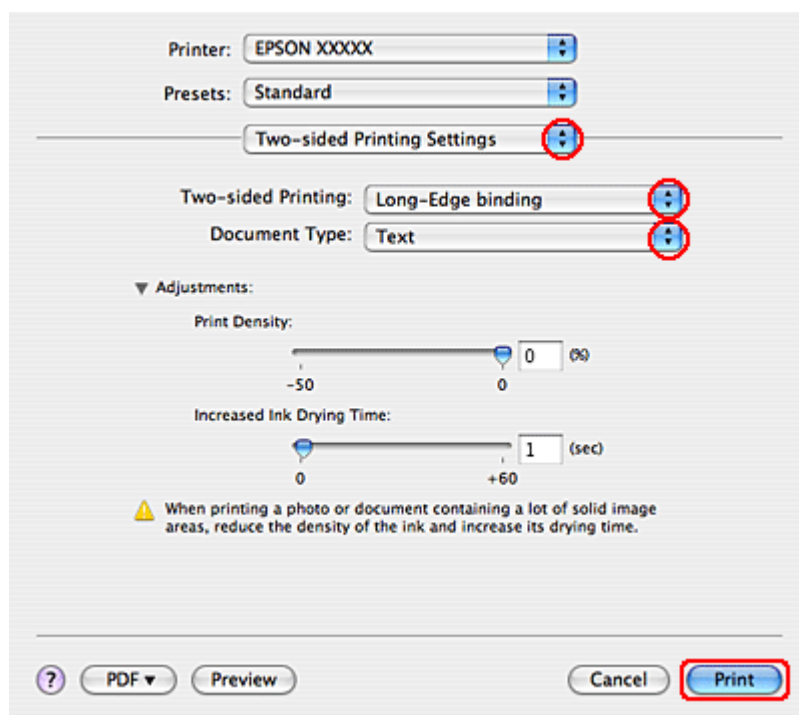 Printer: EPSON XXXXX
Presets: Standard
Two-sided Printing Settings
Two-sided Printing: Long-Edge binding
Document Type: Text
▼ Adjustments:
Print Density:
0 (%)
-50 0
Increased Ink Drying Time:
1 (sec)
0 +60
When printing a photo or document containing a lot of solid image
areas, reduce the density of the ink and increase its drying time.
? PDF ▼ Preview Cancel Print